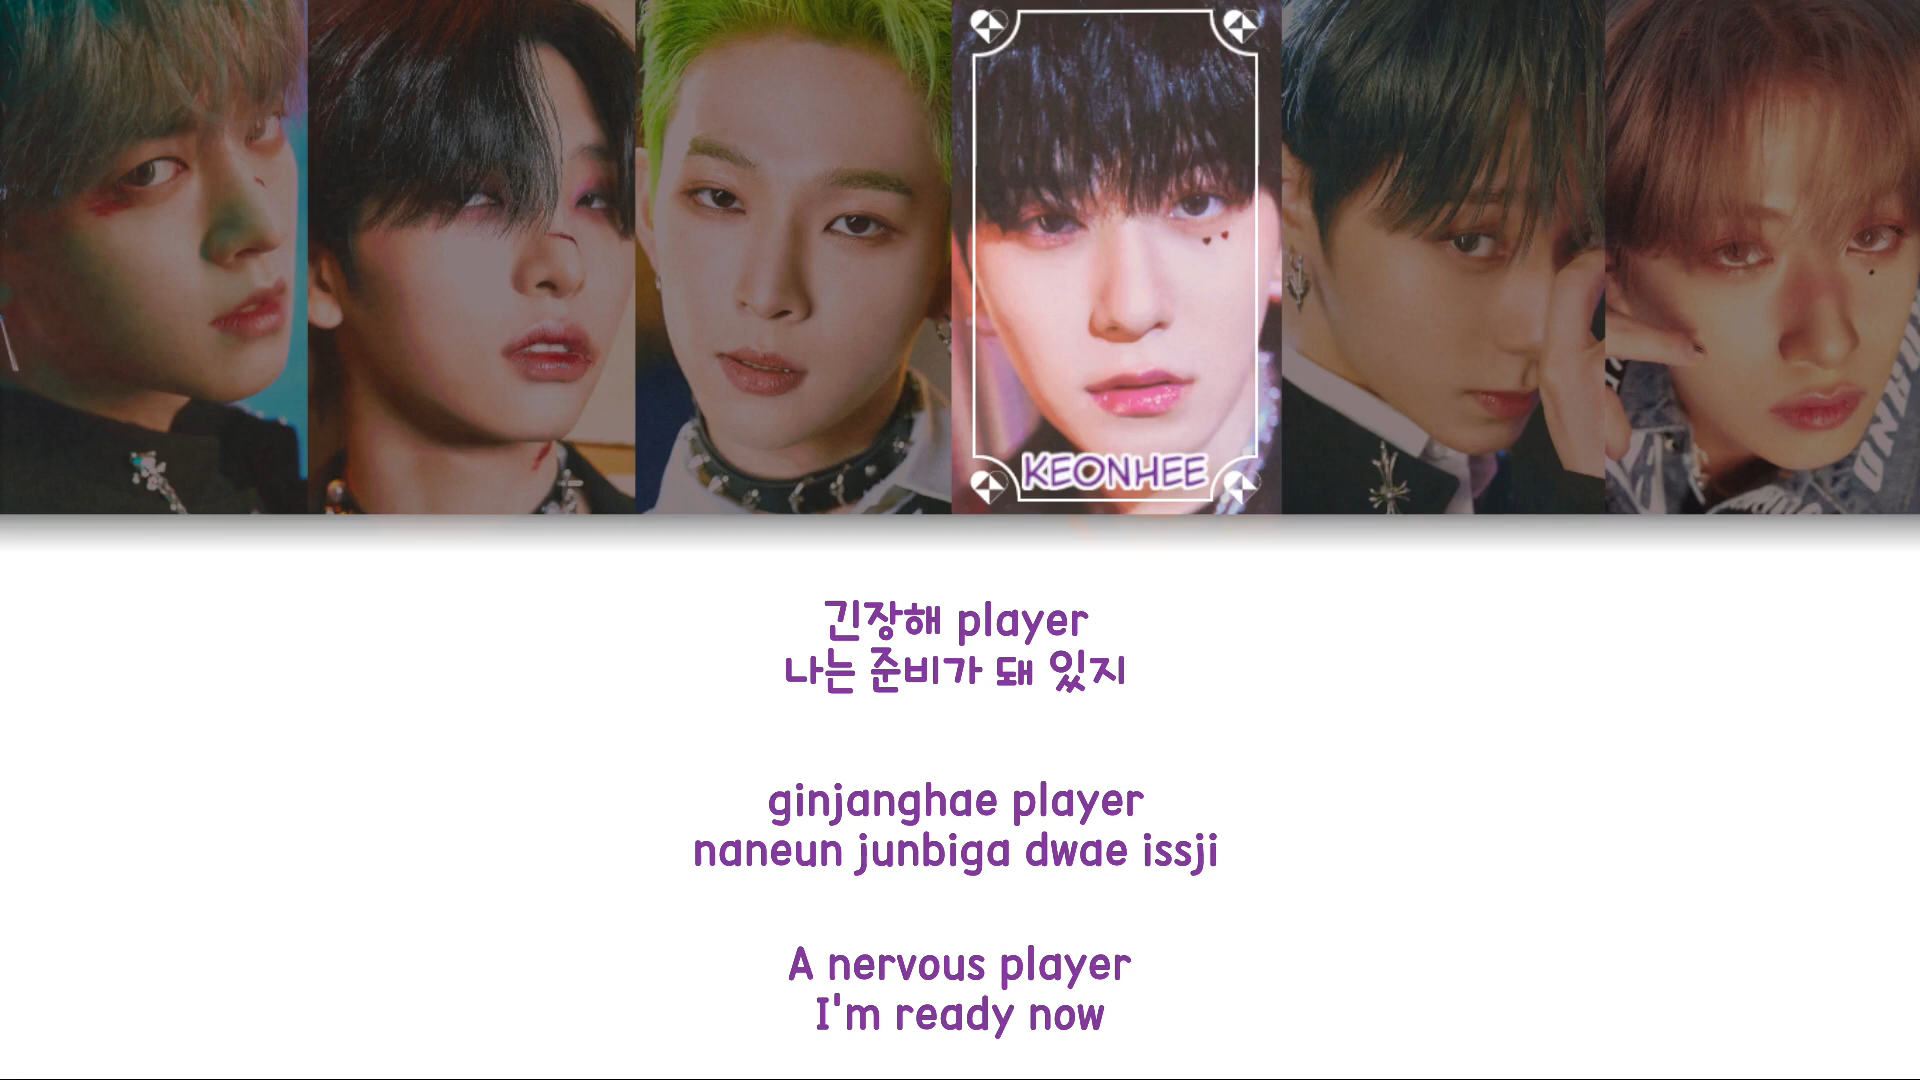 KEONHEE
긴장해 player
나는 준비가 돼 있지
ginjanghae player
naneun junbiga dwae issji
A nervous player
I'm ready now